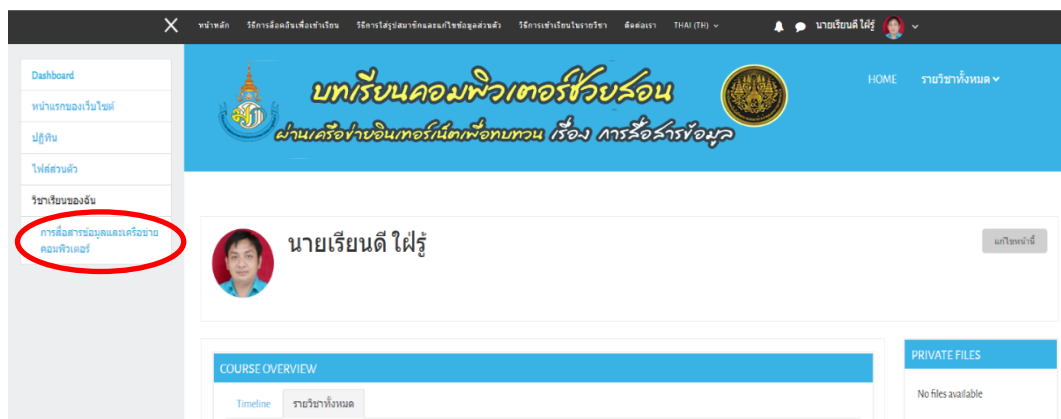 หน้าหลัก วิธีการล็อคอินเพื่อเข้าเรียน วิธีการใส่รูปสมาชิกและแก้ไขข้อมูลส่วนตัว วิธีการเข้าเรียนในรายวิชา ติดต่อเรา THAI (TH) นายเรียนดี ใฝ่รู้
Dashboard
หน้าแรกของเว็บไซต์
ปฏิทิน
ไฟล์ส่วนตัว
วิชาเรียนของฉัน
การสื่อสารข้อมูลและเครือข่าย
คอมพิวเตอร์
บทเรียนคอมพิวเตอร์ช่วยสอน
ผ่านเครือข่ายอินเทอร์เน็ตเพื่อทบทวน เรื่อง การสื่อสารข้อมูล
HOME รายวิชาทั้งหมด
นายเรียนดี ใฝ่รู้
แก้ไขหน้านี้
COURSE OVERVIEW
Timeline รายวิชาทั้งหมด
PRIVATE FILES
No files available